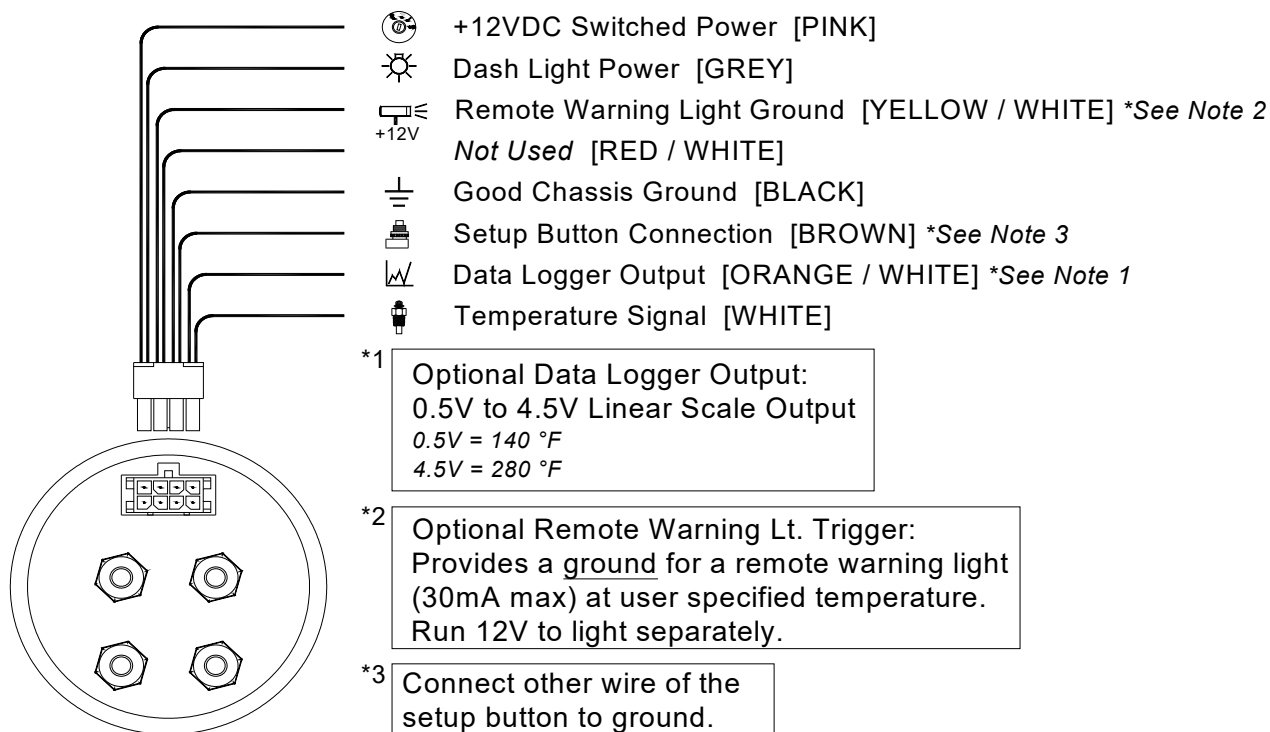 +12VDC Switched Power [PINK]
Dash Light Power [GREY]
Remote Warning Light Ground [YELLOW / WHITE] *See Note 2
+12V
Not Used [RED / WHITE]
Good Chassis Ground [BLACK]
Setup Button Connection [BROWN] *See Note 3
Data Logger Output [ORANGE / WHITE] *See Note 1
Temperature Signal [WHITE]
*1
Optional Data Logger Output:
0.5V to 4.5V Linear Scale Output
0.5V = 140 °F
4.5V = 280 °F
*2
Optional Remote Warning Lt. Trigger:
Provides a ground for a remote warning light
(30mA max) at user specified temperature.
Run 12V to light separately.
*3
Connect other wire of the
setup button to ground.